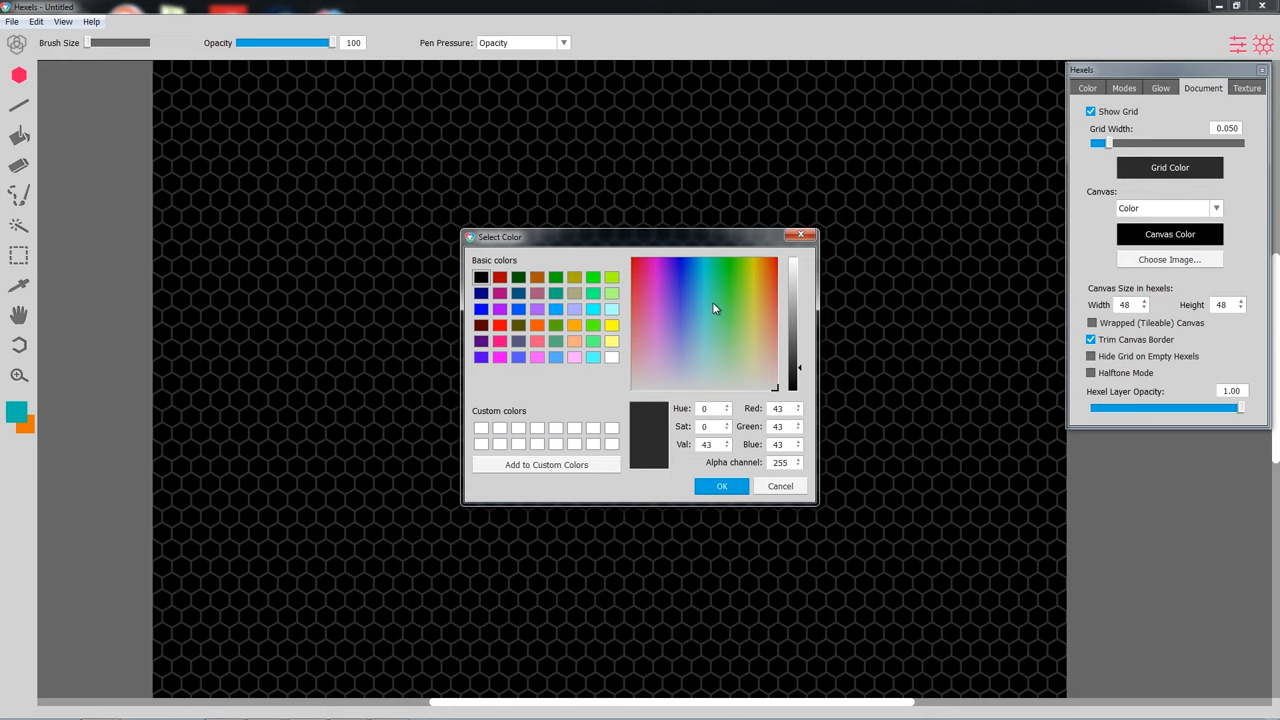 Hexels - Untitled
File Edit View Help
Brush Size Opacity 100 Pen Pressure: Opacity
Hexels
Color Modes Glow Document Texture
Show Grid
Grid Width: 0.050
Grid Color
Canvas:
Color
Canvas Color
Choose Image...
Canvas Size in hexels:
Width 48 Height 48
Wrapped (Tileable) Canvas
Trim Canvas Border
Hide Grid on Empty Hexels
Halftone Mode
Hexel Layer Opacity: 1.00
Select Color
Basic colors
Custom colors
Add to Custom Colors
Hue: 0 Red: 43
Sat: 0 Green: 43
Val: 43 Blue: 43
Alpha channel: 255
OK Cancel